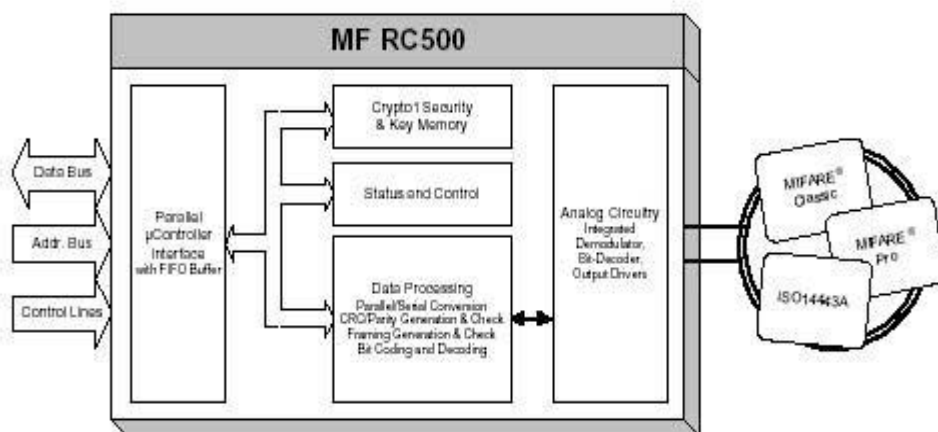 MF RC500
Data Bus
Addr. Bus
Control Lines
Parallel
µController
Interface
with FIFO Buffer
Crypto1 Security
& Key Memory
Status and Control
Data Processing
Parallel/Serial Conversion
CRC/Parity Generation & Check
Framing Generation & Check
Bit Coding and Decoding
Analog Circuitry
Integrated
Demodulator,
Bit-Decoder,
Output Drivers
MIFARE®
Classic
MIFARE®
Pro
ISO14443A